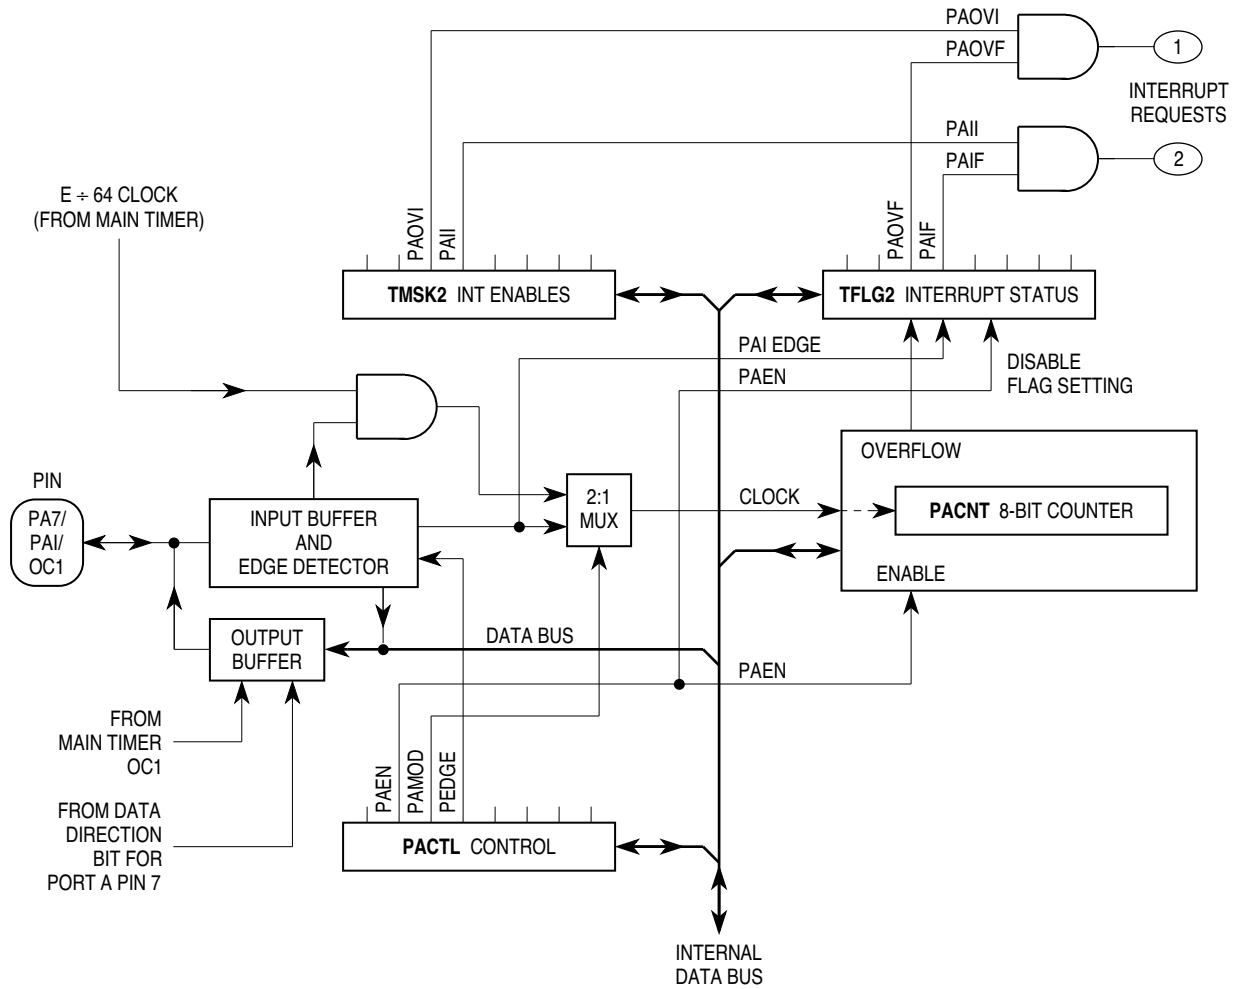 PAOVI
PAOVF
1
INTERRUPT
REQUESTS
PAII
PAIF
2
E ÷ 64 CLOCK
(FROM MAIN TIMER)
PAOVI
PAII
PAOVF
PAIF
TMSK2 INT ENABLES
TFLG2 INTERRUPT STATUS
PAI EDGE
PAEN
DISABLE
FLAG SETTING
OVERFLOW
PIN
PA7/
PAI/
OC1
INPUT BUFFER
AND
EDGE DETECTOR
2:1
MUX
CLOCK
PACNT 8-BIT COUNTER
ENABLE
OUTPUT
BUFFER
DATA BUS
PAEN
FROM
MAIN TIMER
OC1
PAEN
PAMOD
PEDGE
FROM DATA
DIRECTION
BIT FOR
PORT A PIN 7
PACTL CONTROL
INTERNAL
DATA BUS